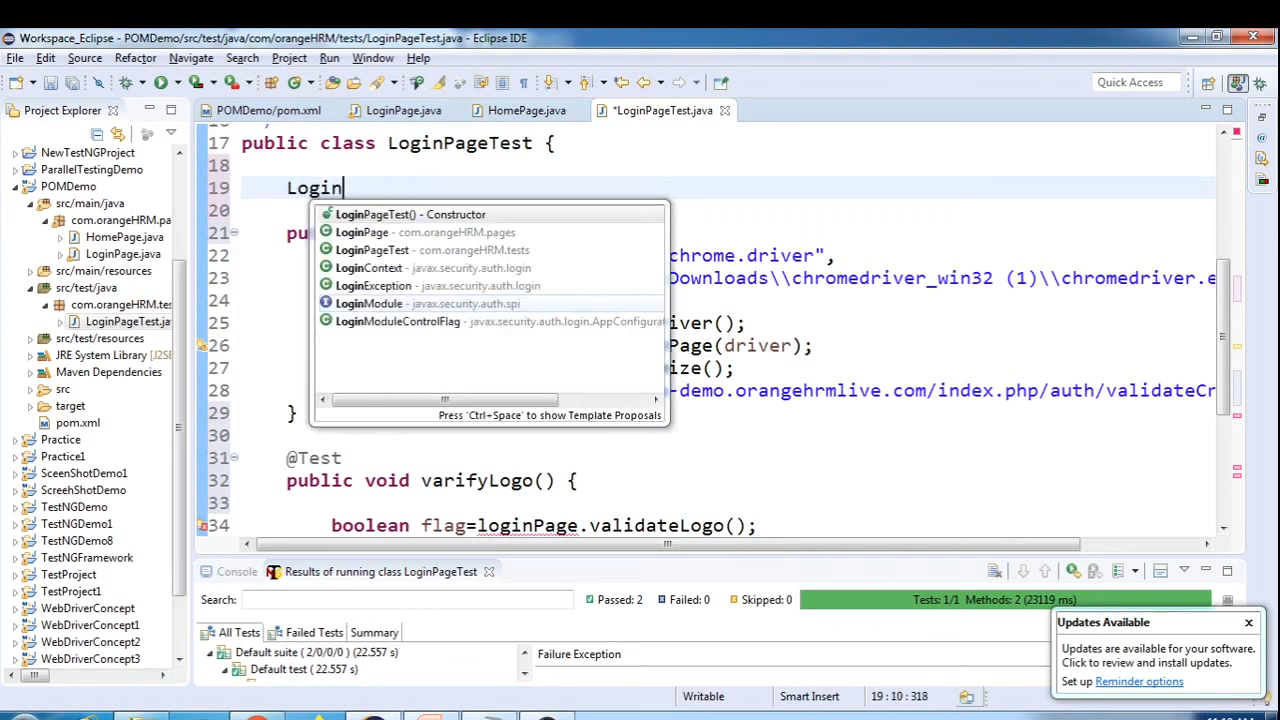 Workspace_Eclipse - POMDemo/src/test/java/com/orangeHRM/tests/LoginPageTest.java - Eclipse IDE
File Edit Source Refactor Navigate Search Project Run Window Help
Quick Access
Project Explorer
POMDemo/pom.xml
LoginPage.java
HomePage.java
*LoginPageTest.java
NewTestNGProject
ParallelTestingDemo
POMDemo
src/main/java
com.orangeHRM.pa
HomePage.java
LoginPage.java
src/main/resources
src/test/java
com.orangeHRM.tes
LoginPageTest.ja
src/test/resources
JRE System Library [J2SE
Maven Dependencies
src
target
pom.xml
Practice
Practice1
SceenShotDemo1
ScreehShotDemo
TestNGDemo
TestNGDemo1
TestNGDemo8
TestNGFramework
TestProject
TestProject1
WebDriverConcept
WebDriverConcept1
WebDriverConcept2
WebDriverConcept3
17 public class LoginPageTest {
18
19 Login
20
21 pu
22 chrome.driver",
23 Downloads\\chromedriver_win32 (1)\\chromedriver.e
25 iver();
26 Page(driver);
27 ize();
28 -demo.orangehrmlive.com/index.php/auth/validateCr
29 }
30
31 @Test
32 public void varifyLogo() {
33
34 boolean flag=loginPage.validateLogo();
LoginPageTest() - Constructor
LoginPage - com.orangeHRM.pages
LoginPageTest - com.orangeHRM.tests
LoginContext - javax.security.auth.login
LoginException - javax.security.auth.login
LoginModule - javax.security.auth.spi
LoginModuleControlFlag - javax.security.auth.login.AppConfigura
Press 'Ctrl+Space' to show Template Proposals
Console
Results of running class LoginPageTest
Search:
Passed: 2
Failed: 0
Skipped: 0
Tests: 1/1 Methods: 2 (23119 ms)
All Tests
Failed Tests
Summary
Default suite ( 2/0/0/0 ) (22.557 s)
Default test ( 22.557 s)
Failure Exception
Updates Available
Updates are available for your software.
Click to review and install updates.
Set up Reminder options
Writable
Smart Insert
19 : 10 : 318